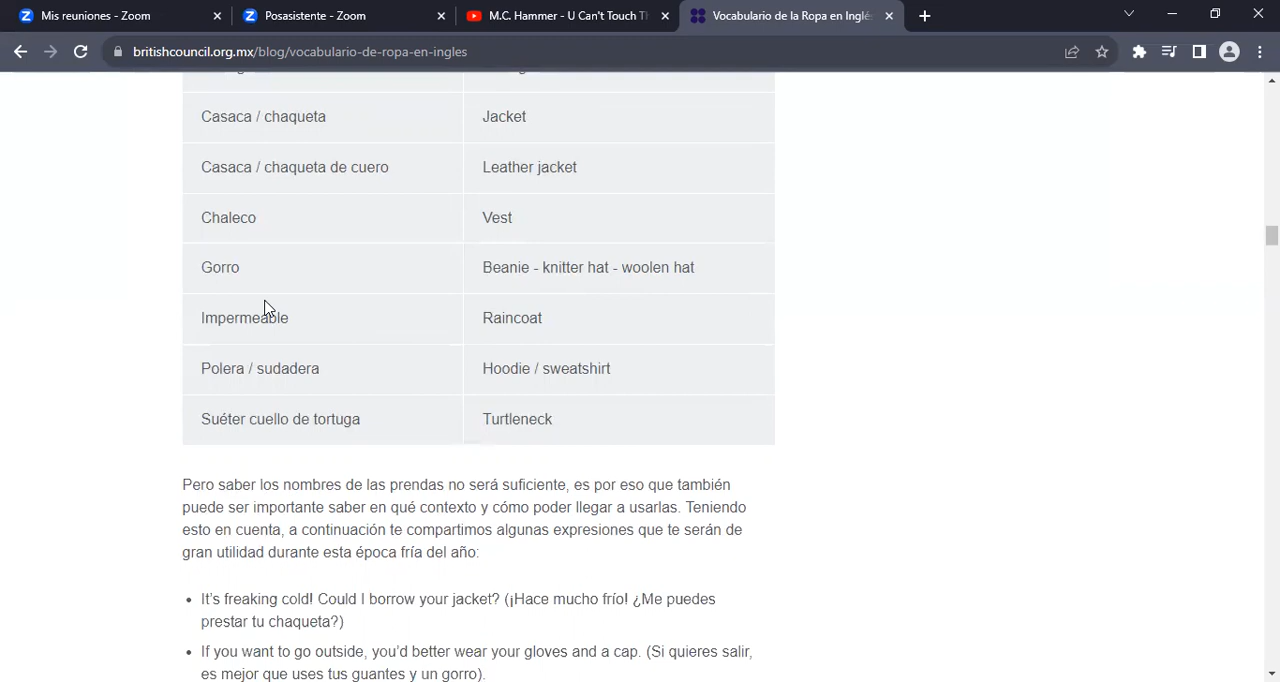 Mis reuniones - Zoom
Posasistente - Zoom
M.C. Hammer - U Can't Touch Th
Vocabulario de la Ropa en Inglés
britishcouncil.org.mx/blog/vocabulario-de-ropa-en-ingles
Casaca / chaqueta Jacket
Casaca / chaqueta de cuero Leather jacket
Chaleco Vest
Gorro Beanie - knitter hat - woolen hat
Impermeable Raincoat
Polera / sudadera Hoodie / sweatshirt
Suéter cuello de tortuga Turtleneck
Pero saber los nombres de las prendas no será suficiente, es por eso que también
puede ser importante saber en qué contexto y cómo poder llegar a usarlas. Teniendo
esto en cuenta, a continuación te compartimos algunas expresiones que te serán de
gran utilidad durante esta época fría del año:
• It’s freaking cold! Could I borrow your jacket? (¡Hace mucho frío! ¿Me puedes
prestar tu chaqueta?)
• If you want to go outside, you’d better wear your gloves and a cap. (Si quieres salir,
es mejor que uses tus guantes y un gorro).